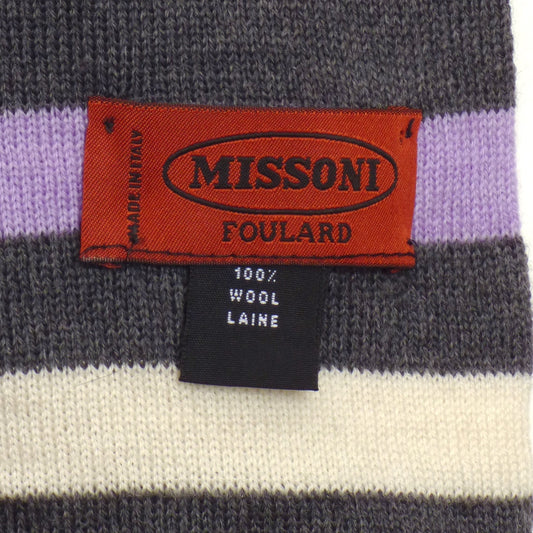 MADE IN ITALY
MISSONI
FOULARD
100%
WOOL
LAINE